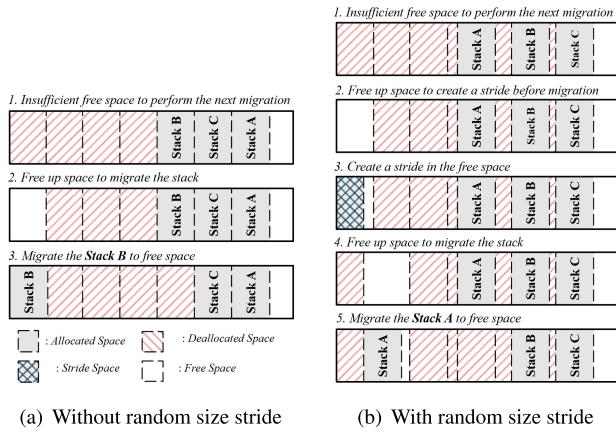 1. Insufficient free space to perform the next migration
Stack B
Stack C
Stack A
2. Free up space to migrate the stack
Stack B
Stack C
Stack A
3. Migrate the Stack B to free space
Stack B
Stack C
Stack A
: Allocated Space
: Deallocated Space
: Stride Space
: Free Space
(a) Without random size stride
1. Insufficient free space to perform the next migration
Stack A
Stack B
Stack C
2. Free up space to create a stride before migration
Stack A
Stack B
Stack C
3. Create a stride in the free space
Stack A
Stack B
Stack C
4. Free up space to migrate the stack
Stack A
Stack B
Stack C
5. Migrate the Stack A to free space
Stack A
Stack B
Stack C
(b) With random size stride